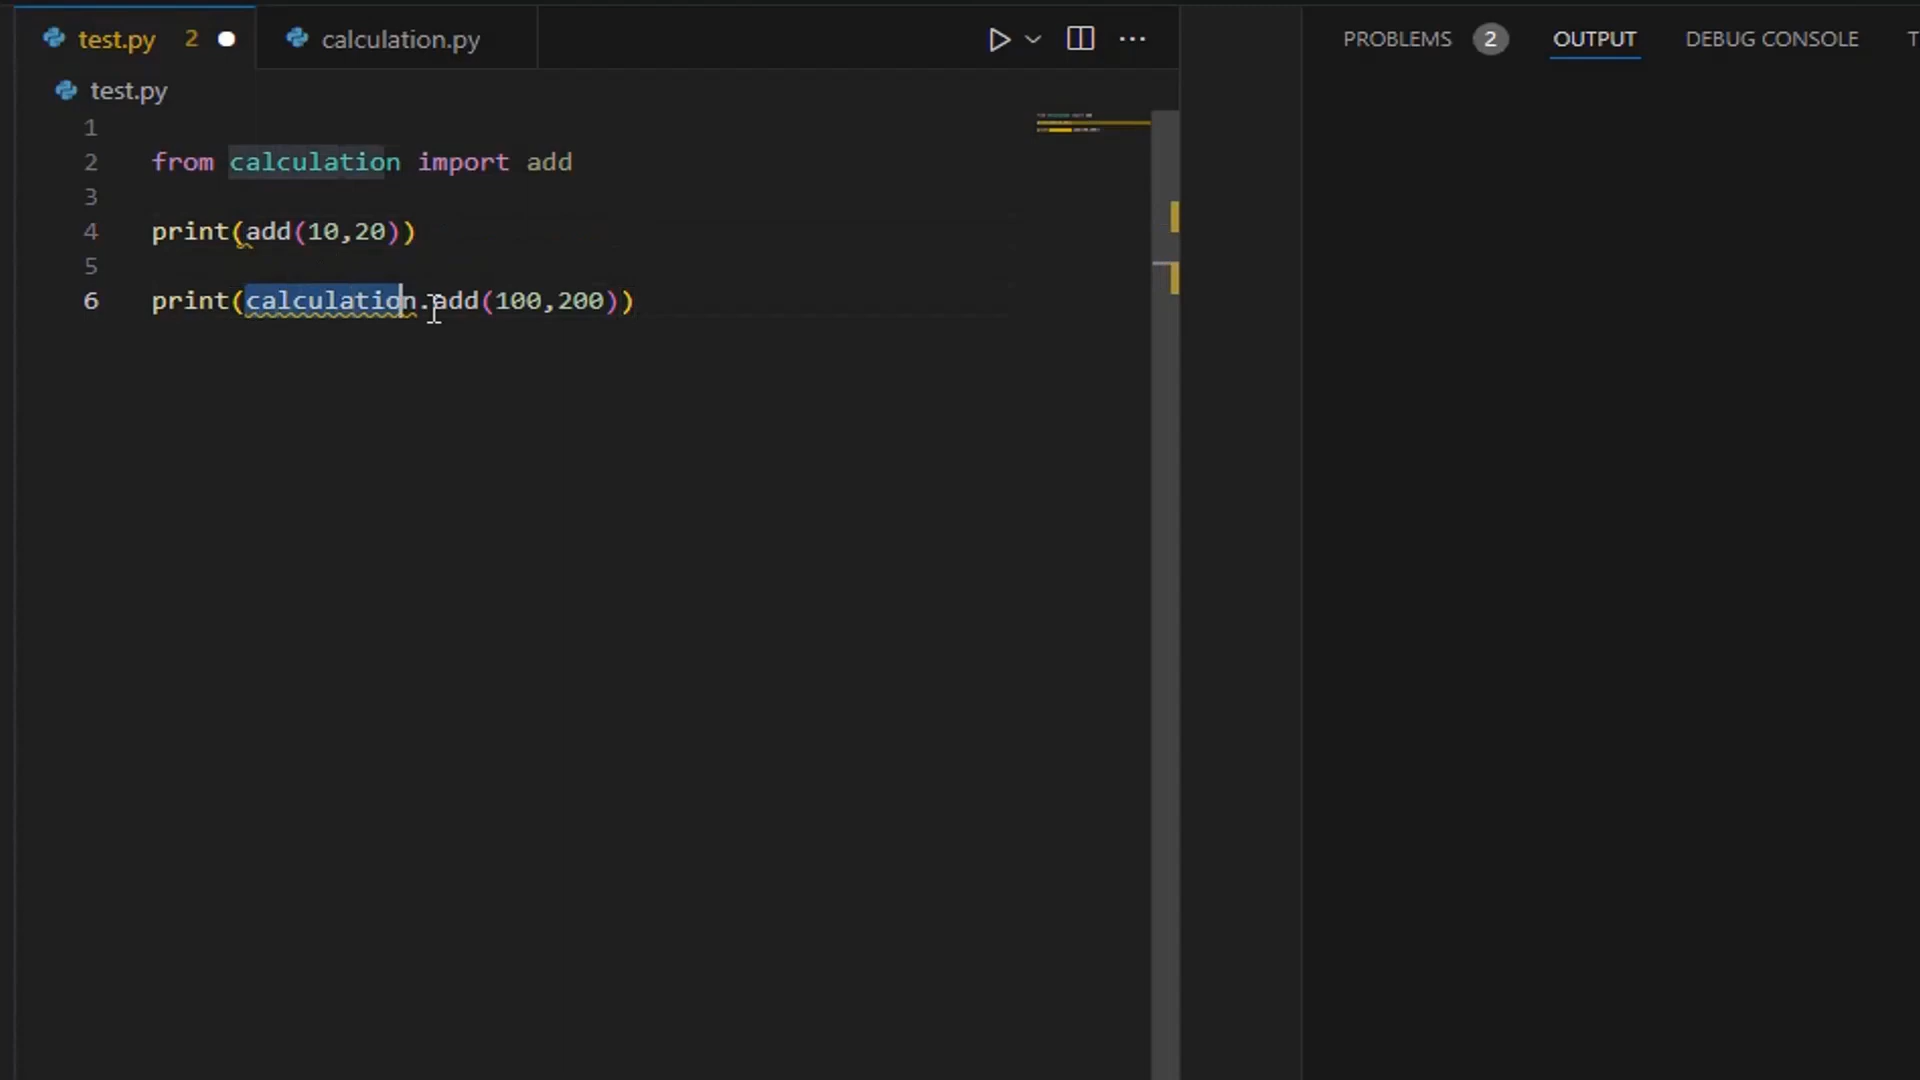 test.py 2 calculation.py
PROBLEMS 2 OUTPUT DEBUG CONSOLE T
test.py
1
2 from calculation import add
3
4 print(add(10,20))
5
6 print(calculation.add(100,200))